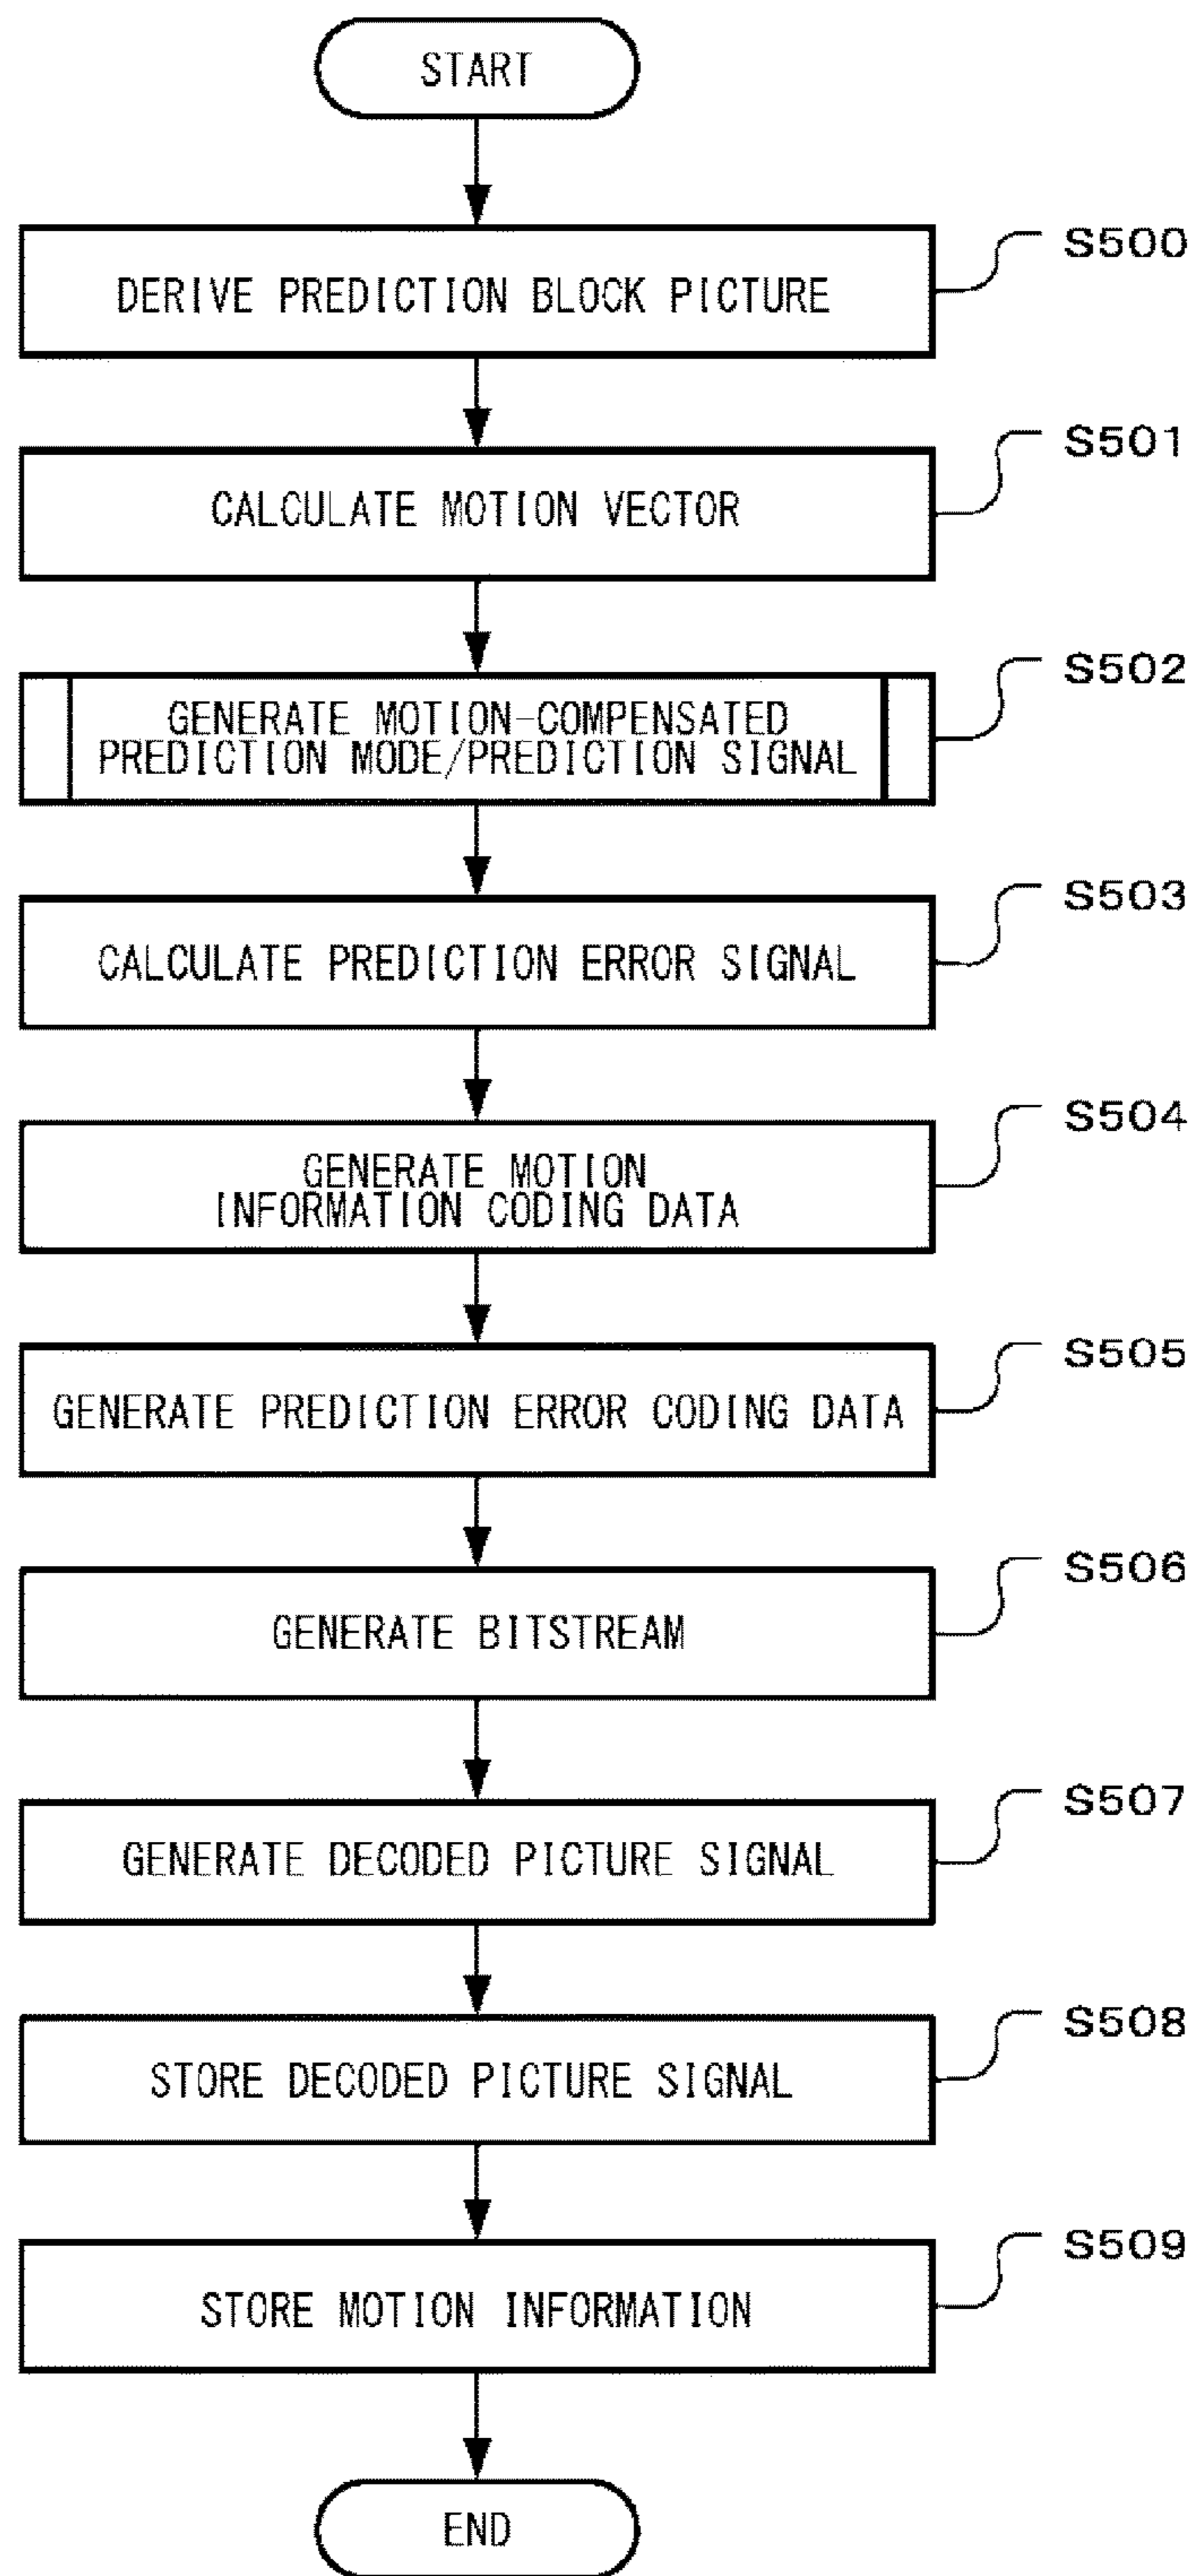 START
DERIVE PREDICTION BLOCK PICTURE
S500
CALCULATE MOTION VECTOR
S501
GENERATE MOTION-COMPENSATED
PREDICTION MODE/PREDICTION SIGNAL
S502
CALCULATE PREDICTION ERROR SIGNAL
S503
GENERATE MOTION
INFORMATION CODING DATA
S504
GENERATE PREDICTION ERROR CODING DATA
S505
GENERATE BITSTREAM
S506
GENERATE DECODED PICTURE SIGNAL
S507
STORE DECODED PICTURE SIGNAL
S508
STORE MOTION INFORMATION
S509
END